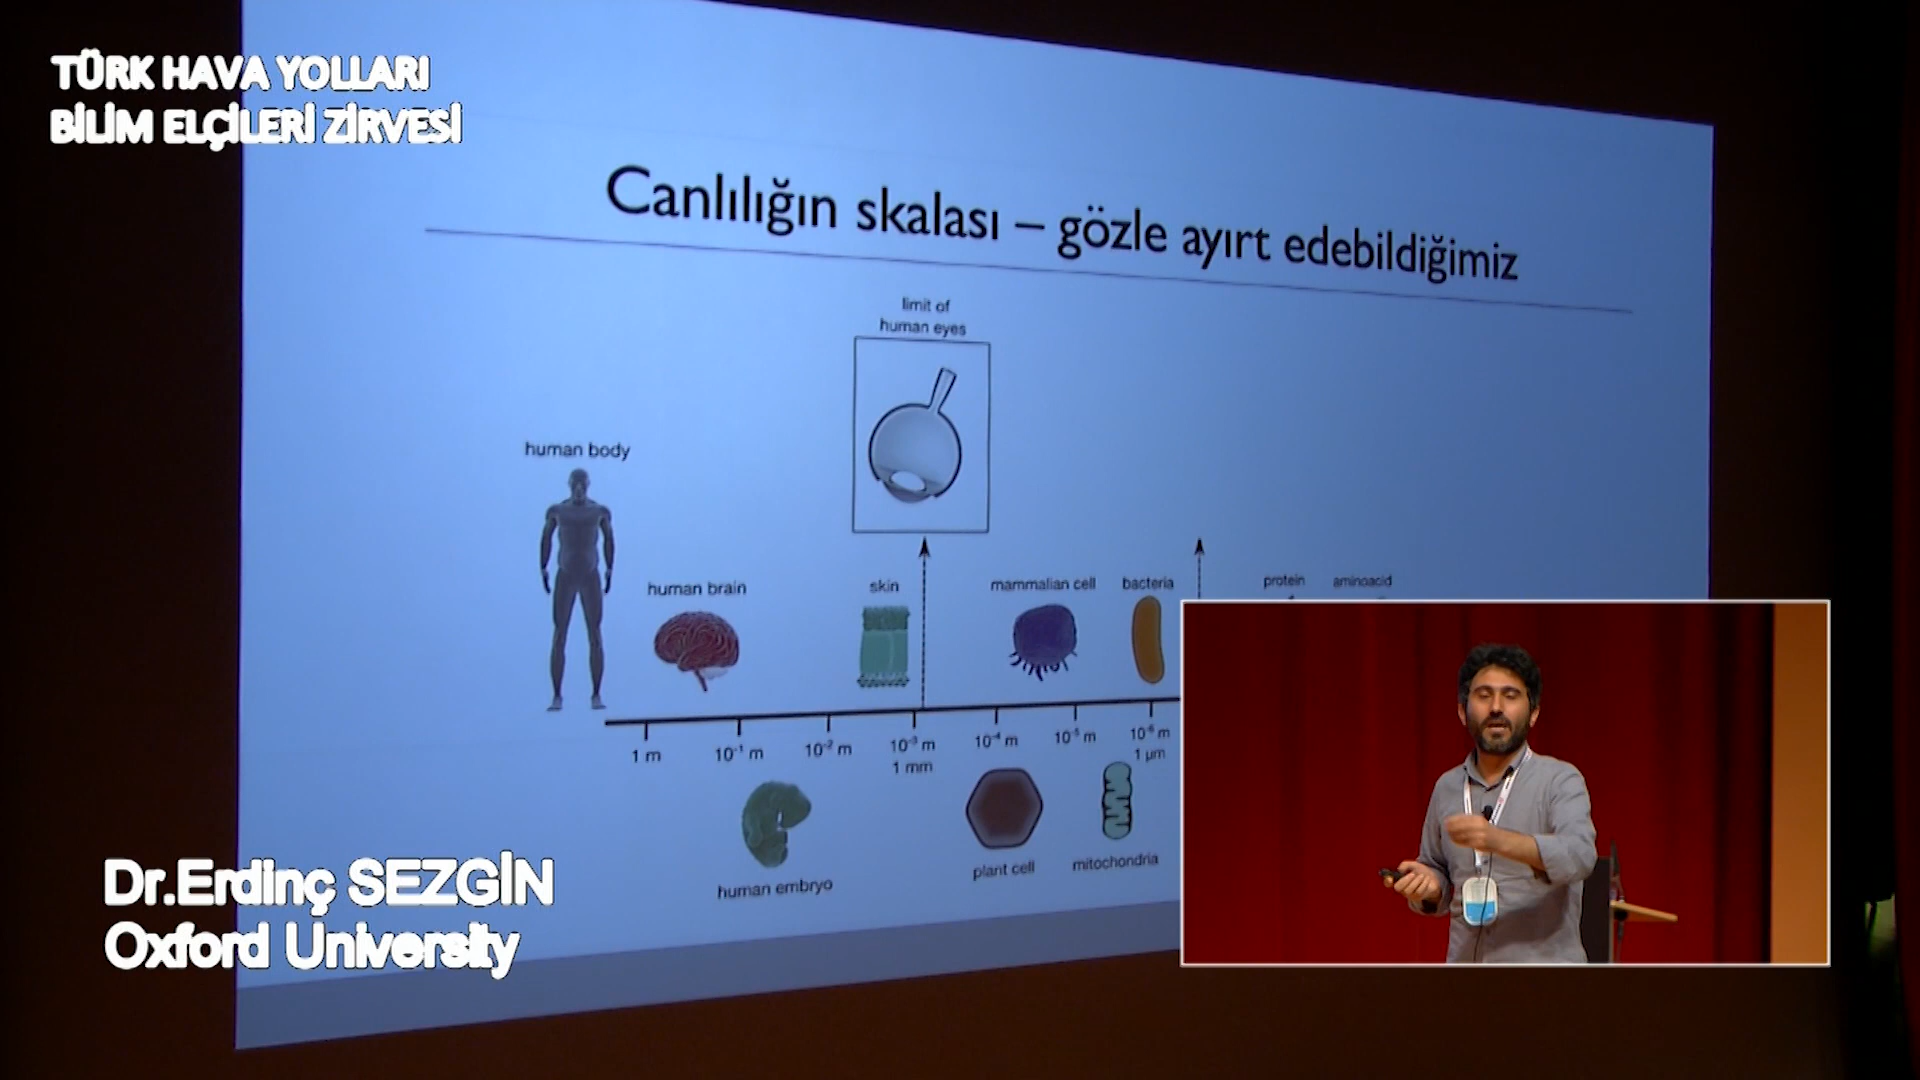 TÜRK HAVA YOLLARI
BİLİM ELÇİLERİ ZİRVESİ
Canlılığın skalası – gözle ayırt edebildiğimiz
limit of
human eyes
human body
human brain
skin
mammalian cell
bacteria
protein
aminoacid
1 m
10⁻¹ m
10⁻² m
10⁻³ m
1 mm
10⁻⁴ m
10⁻⁵ m
10⁻⁶ m
1 µm
human embryo
plant cell
mitochondria
Dr.Erdinç SEZGİN
Oxford University